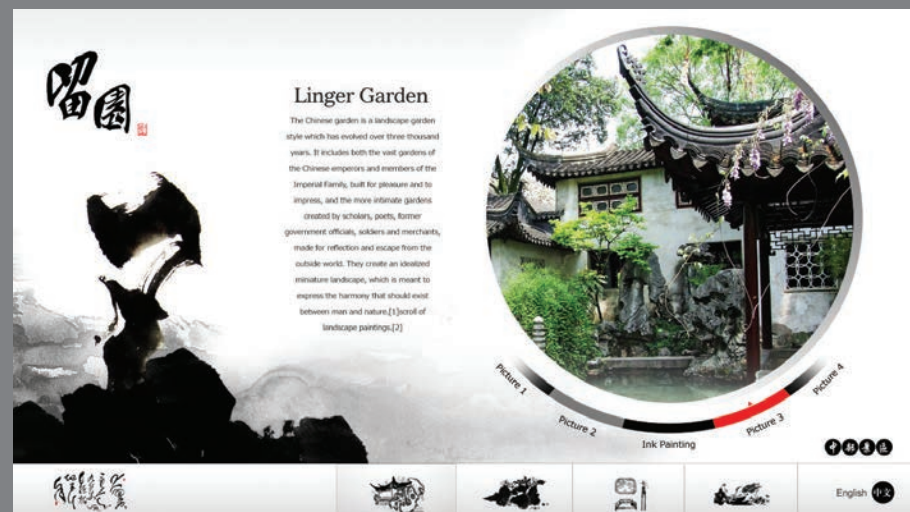 留園
Linger Garden
The Chinese garden is a landscape garden
style which has evolved over three thousand
years. It includes both the vast gardens of
the Chinese emperors and members of the
Imperial Family, built for pleasure and to
impress, and the more intimate gardens
created by scholars, poets, former
government officials, soldiers and merchants,
made for reflection and escape from the
outside world. They create an idealized
miniature landscape, which is meant to
express the harmony that should exist
between man and nature.[1]scroll of
landscape paintings.[2]
Picture 1
Picture 2
Ink Painting
Picture 3
Picture 4
English 中文